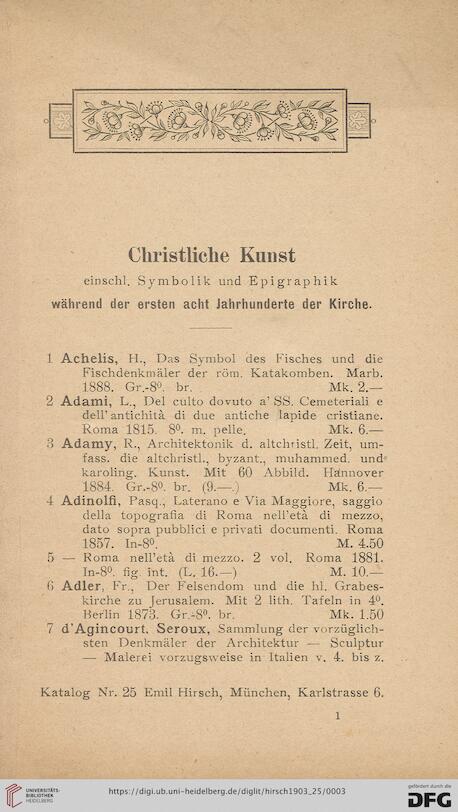 Christliche Kunst
einschl. Symbolik und Epigraphik
während der ersten acht Jahrhunderte der Kirche.
1 Achelis, H., Das Symbol des Fisches und die
Fischdenkmäler der röm. Katakomben. Marb.
1888. Gr.-8⁰. br. Mk. 2.—
2 Adami, L., Del culto dovuto a' SS. Cemeteriali e
dell' antichità di due antiche lapide cristiane.
Roma 1815. 8⁰. m. pelle. Mk. 6.—
3 Adamy, R., Architektonik d. altchristl. Zeit, um-
fass. die altchristl., byzant., muhammed. und
karoling. Kunst. Mit 60 Abbild. Hannover
1884. Gr.-8⁰. br. (9.—.) Mk. 6.—
4 Adinolfi, Pasq., Laterano e Via Maggiore, saggio
della topografia di Roma nell'età di mezzo,
dato sopra pubblici e privati documenti. Roma
1857. In-8⁰. M. 4.50
5 — Roma nell'età di mezzo. 2 vol. Roma 1881.
In-8⁰. fig. int. (L. 16.—) M. 10.—
6 Adler, Fr., Der Felsendom und die hl. Grabes-
kirche zu Jerusalem. Mit 2 lith. Tafeln in 4⁰.
Berlin 1873. Gr.-8⁰. br. Mk. 1.50
7 d'Agincourt, Seroux, Sammlung der vorzüglich-
sten Denkmäler der Architektur — Sculptur
— Malerei vorzugsweise in Italien v. 4. bis z.
Katalog Nr. 25 Emil Hirsch, München, Karlstrasse 6.
1
UNIVERSITÄTS-
BIBLIOTHEK
HEIDELBERG
https://digi.ub.uni-heidelberg.de/diglit/hirsch1903_25/0003
gefördert durch die
DFG